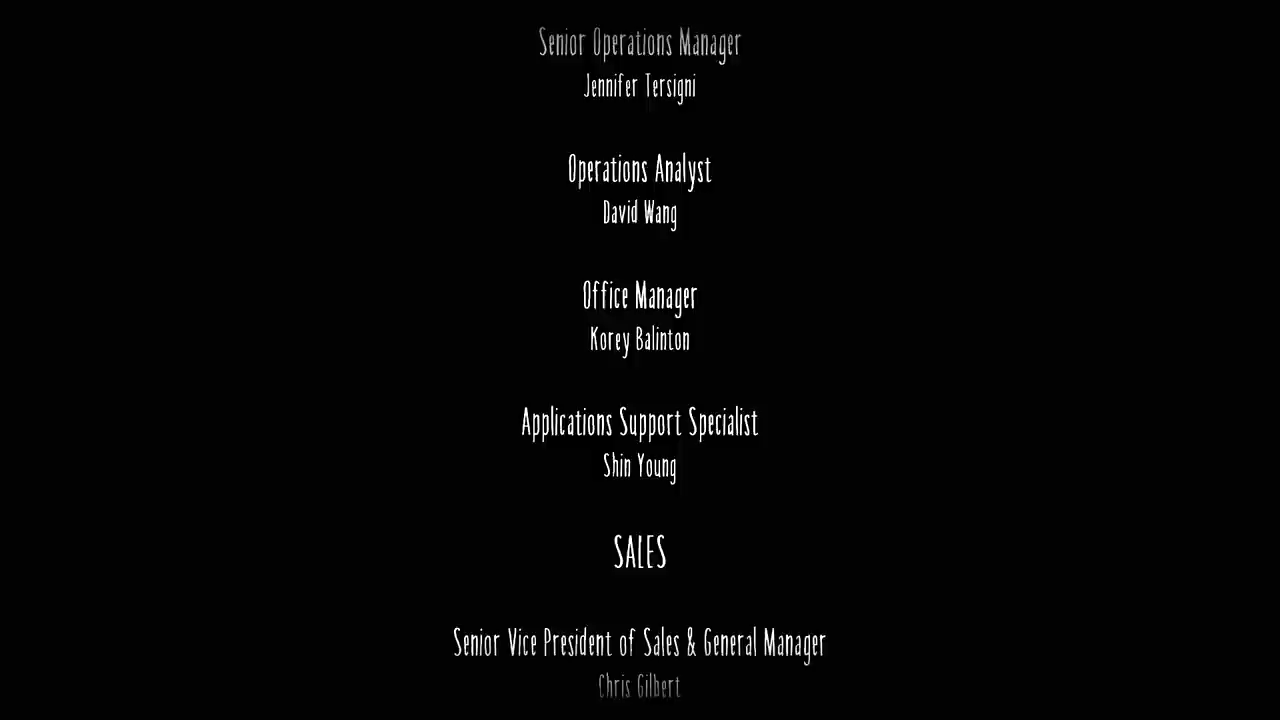 Senior Operations Manager
Jennifer Tersigni
Operations Analyst
David Wang
Office Manager
Korey Balinton
Applications Support Specialist
Shin Young
SALES
Senior Vice President of Sales & General Manager
Chris Gilbert